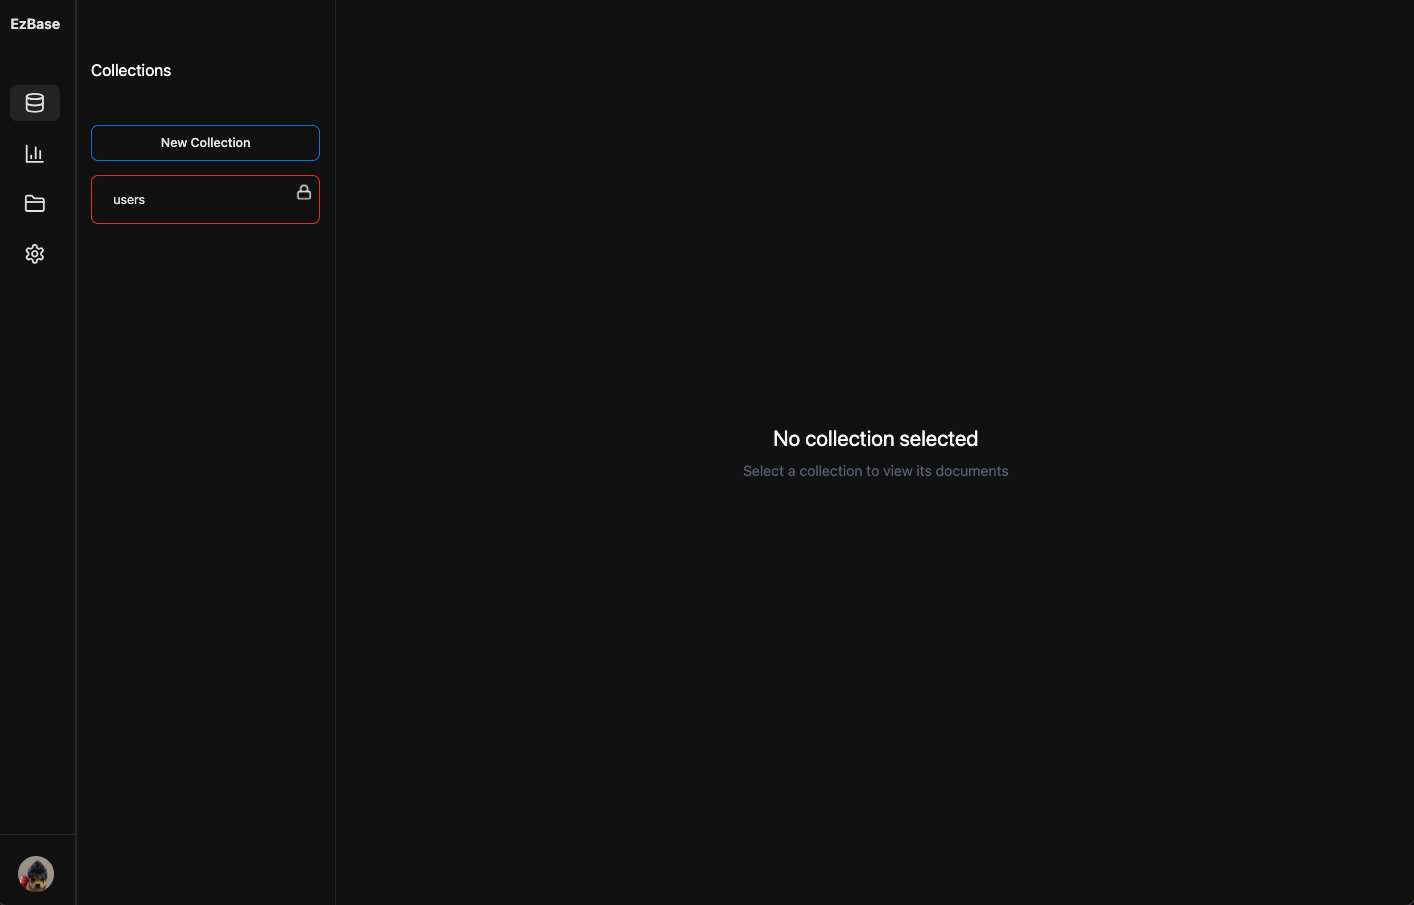 EzBase
Collections
New Collection
users
No collection selected
Select a collection to view its documents